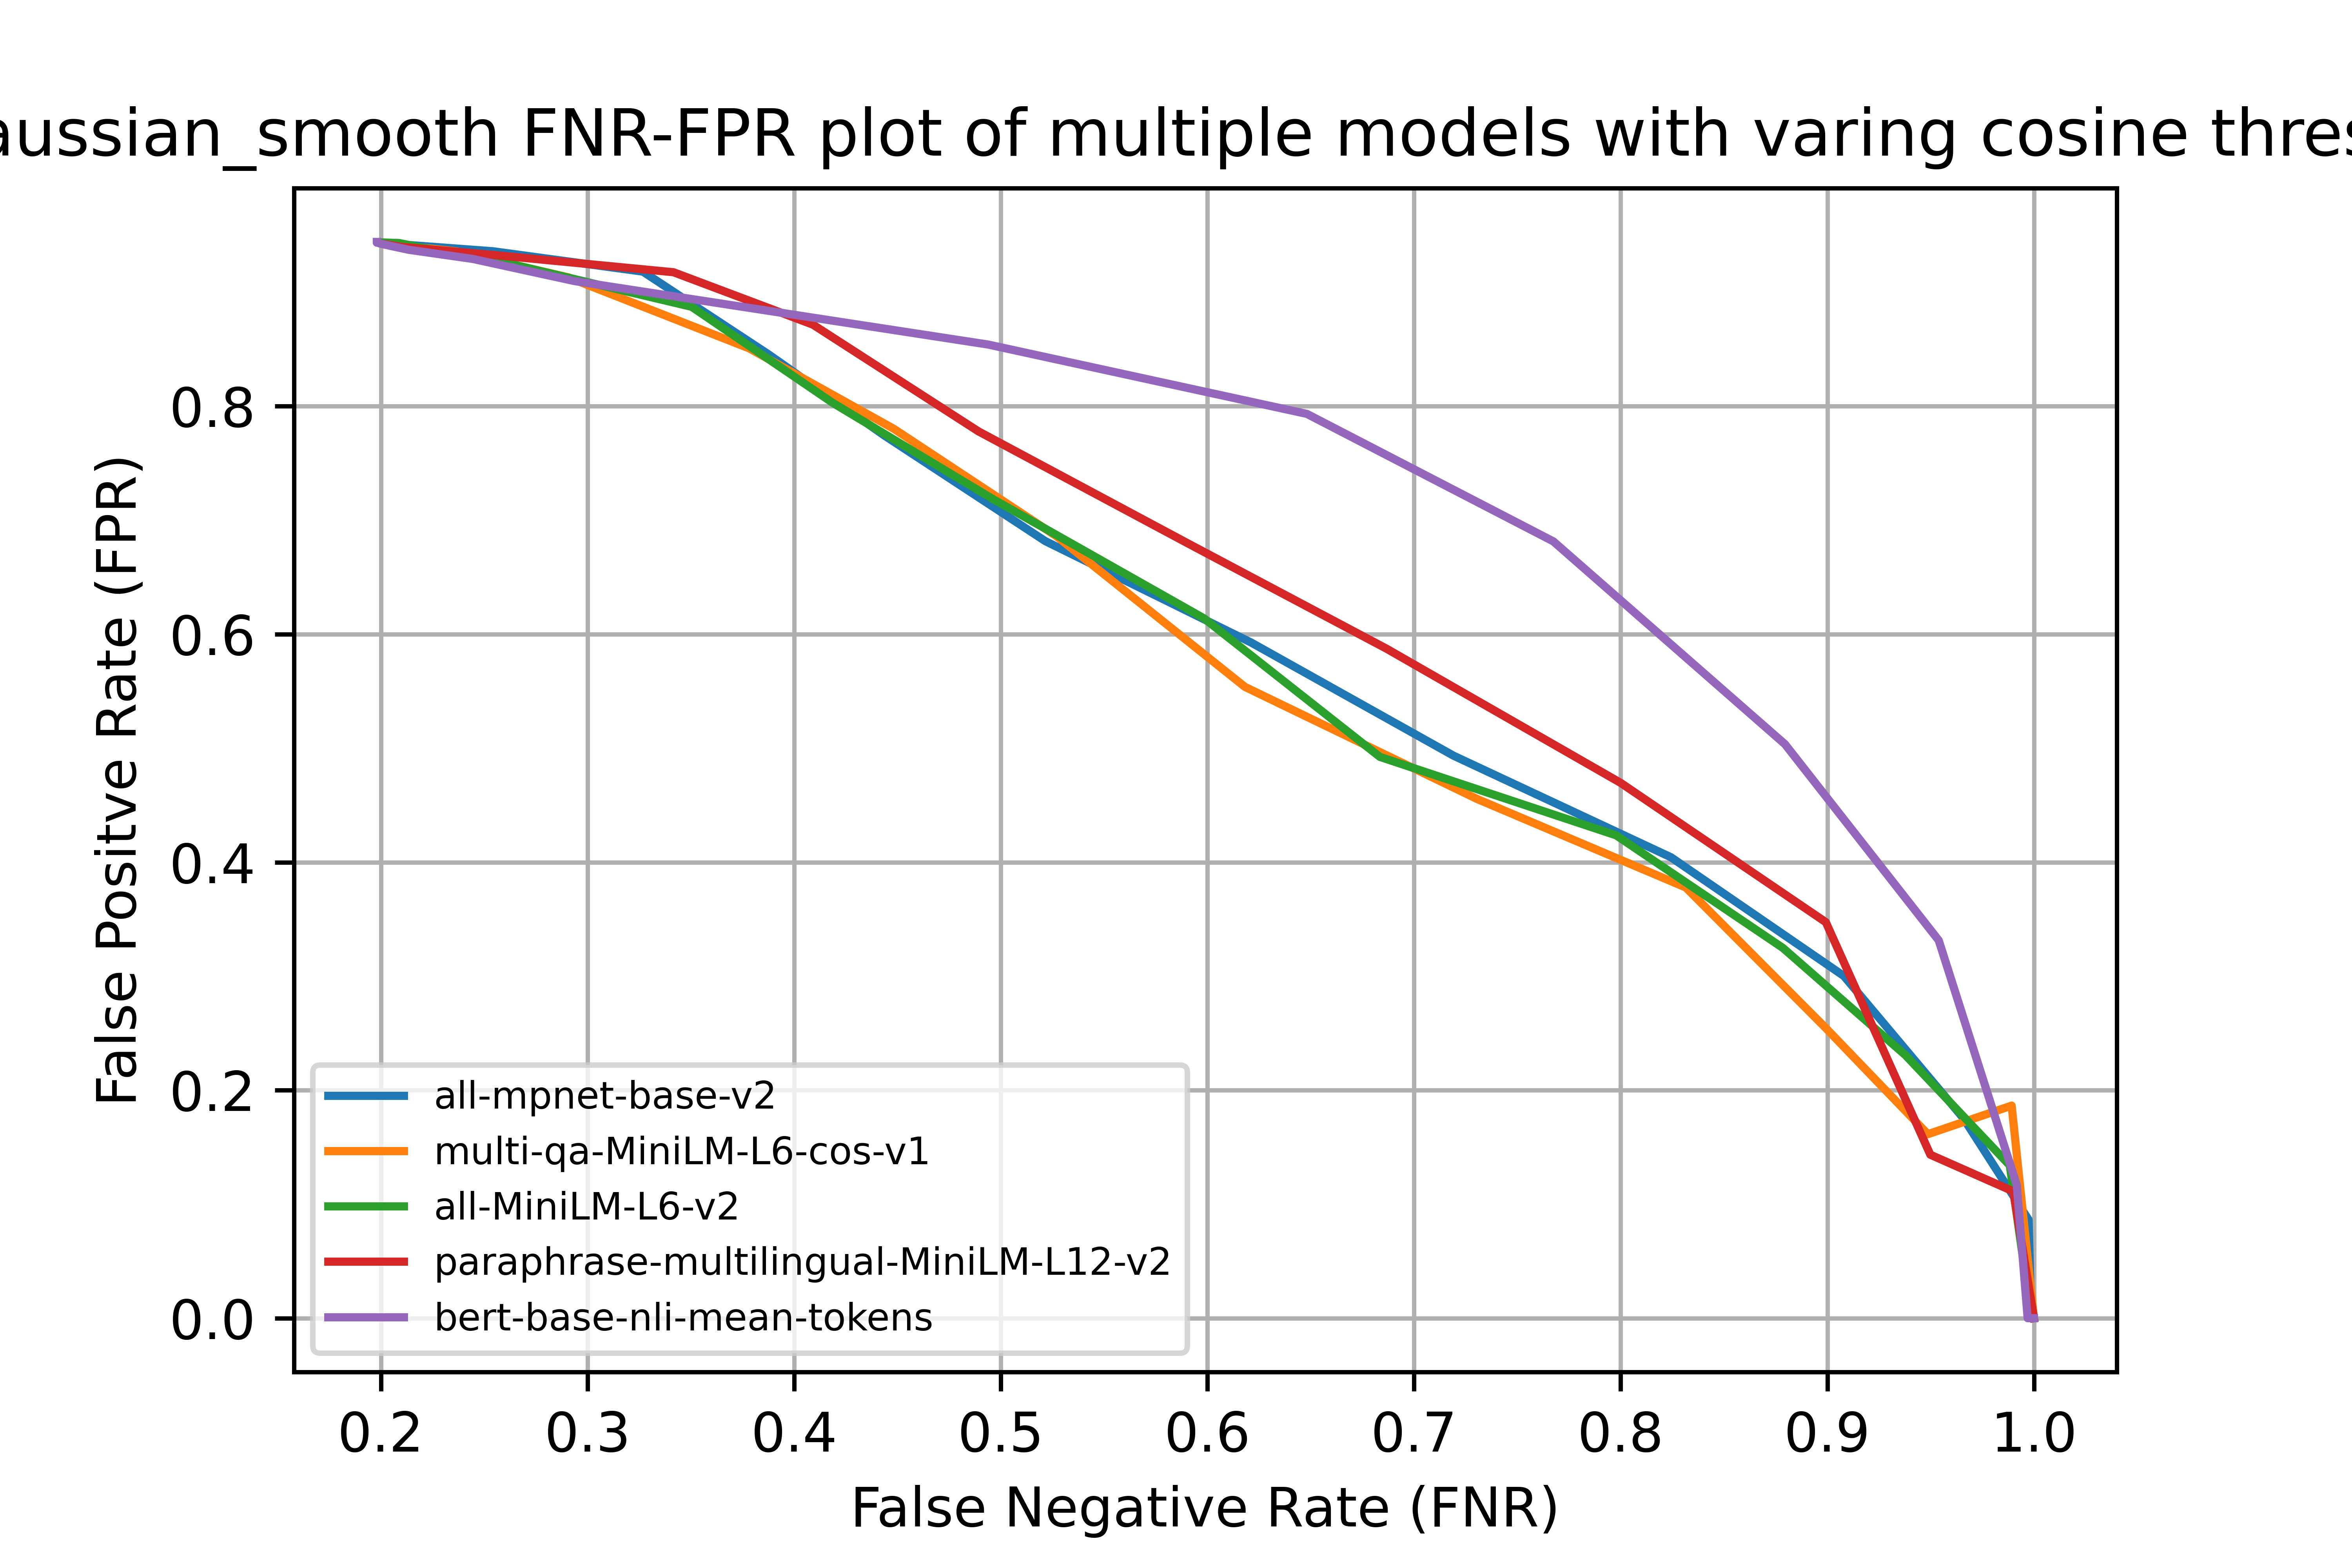 aussian_smooth FNR-FPR plot of multiple models with varing cosine thres
False Positve Rate (FPR)
0.8
0.6
0.4
0.2
0.0
all-mpnet-base-v2
multi-qa-MiniLM-L6-cos-v1
all-MiniLM-L6-v2
paraphrase-multilingual-MiniLM-L12-v2
bert-base-nli-mean-tokens
0.2 0.3 0.4 0.5 0.6 0.7 0.8 0.9 1.0
False Negative Rate (FNR)